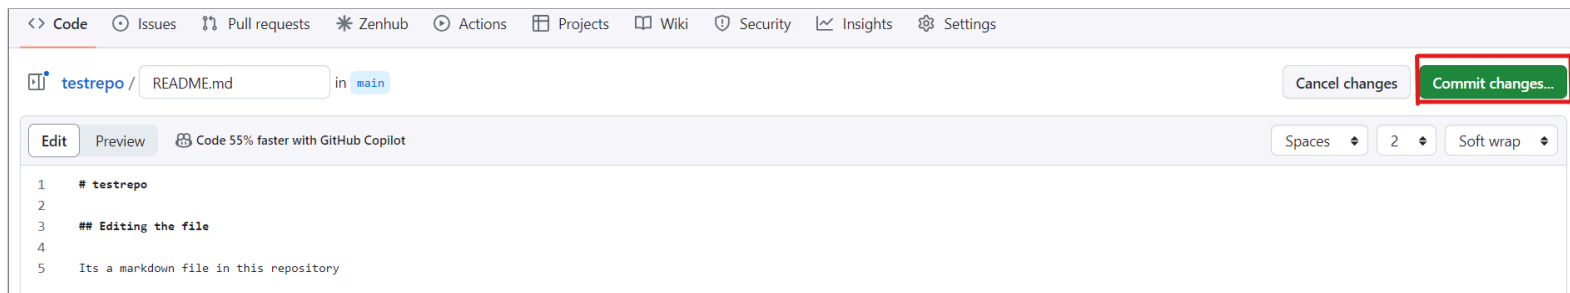 Code Issues Pull requests Zenhub Actions Projects Wiki Security Insights Settings
testrepo / README.md in main Cancel changes Commit changes...
Edit Preview Code 55% faster with GitHub Copilot Spaces 2 Soft wrap
1 # testrepo
2
3 ## Editing the file
4
5 Its a markdown file in this repository